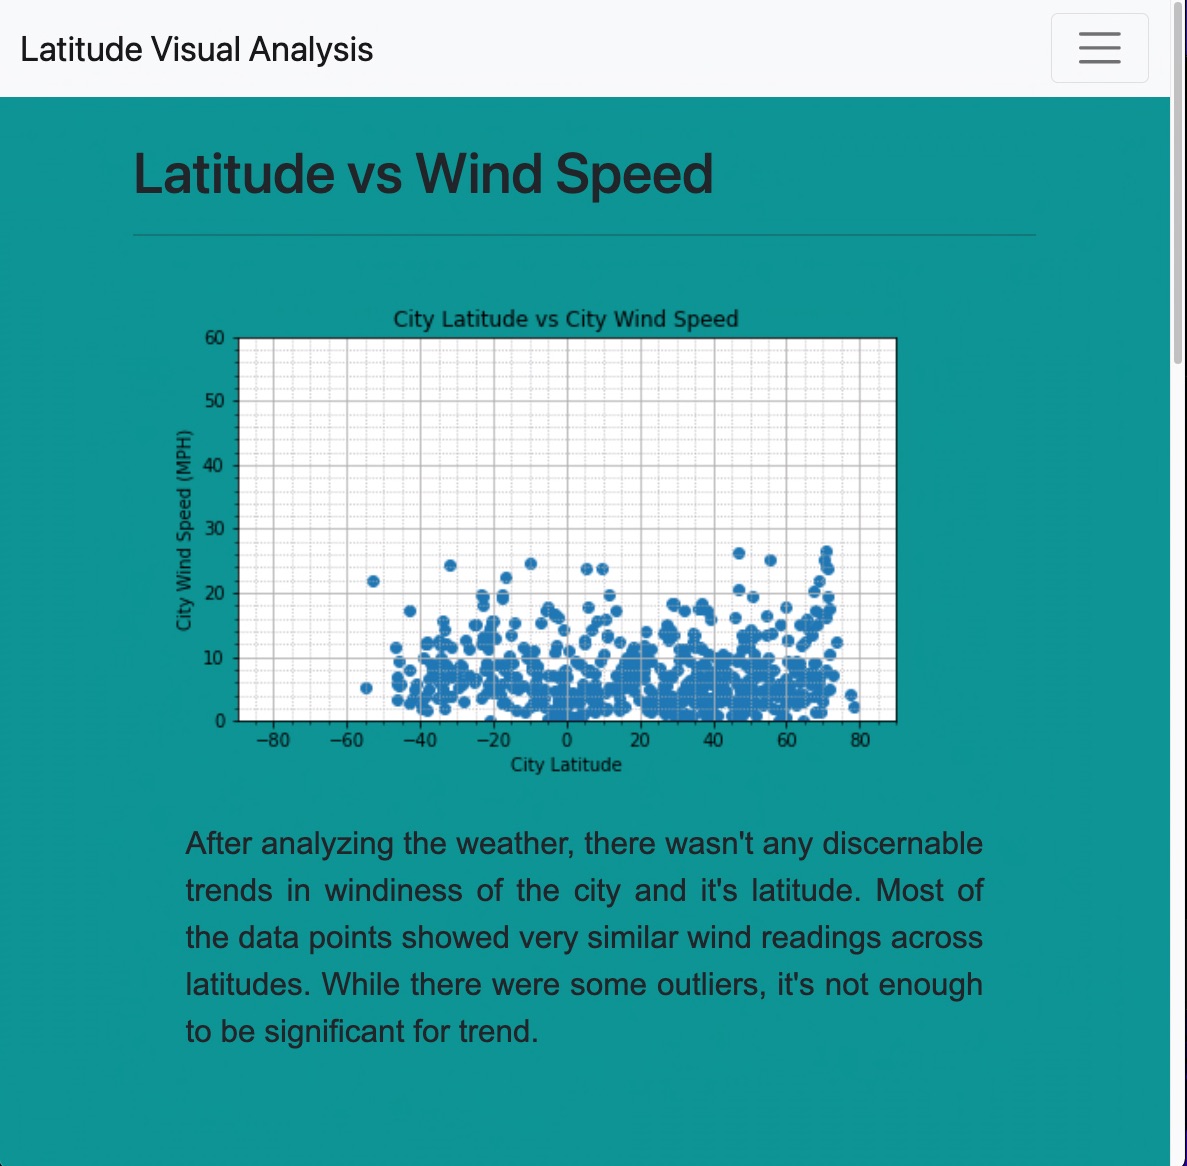 Latitude Visual Analysis
Latitude vs Wind Speed
City Latitude vs City Wind Speed
60
50
40
30
20
10
0
City Wind Speed (MPH)
−80 −60 −40 −20 0 20 40 60 80
City Latitude
After analyzing the weather, there wasn't any discernable
trends in windiness of the city and it's latitude. Most of
the data points showed very similar wind readings across
latitudes. While there were some outliers, it's not enough
to be significant for trend.